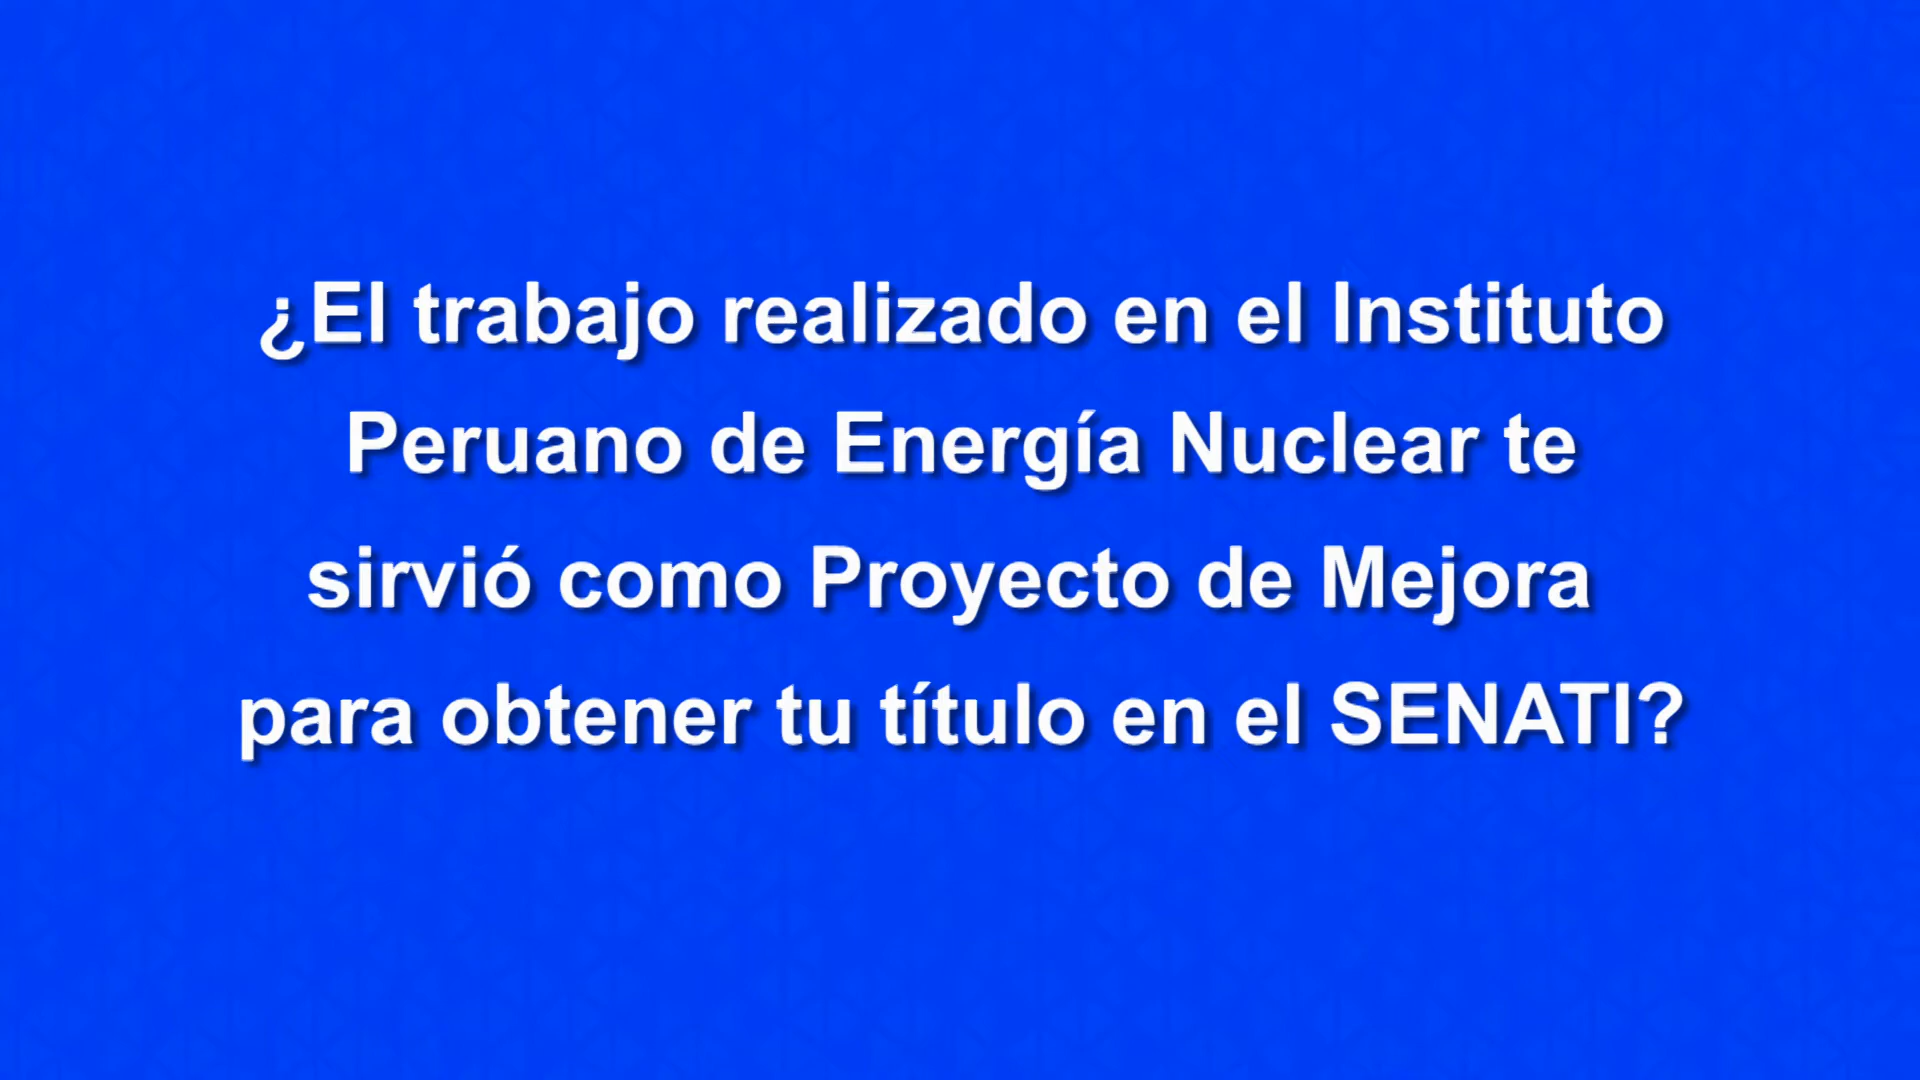 ¿El trabajo realizado en el Instituto
Peruano de Energía Nuclear te
sirvió como Proyecto de Mejora
para obtener tu título en el SENATI?